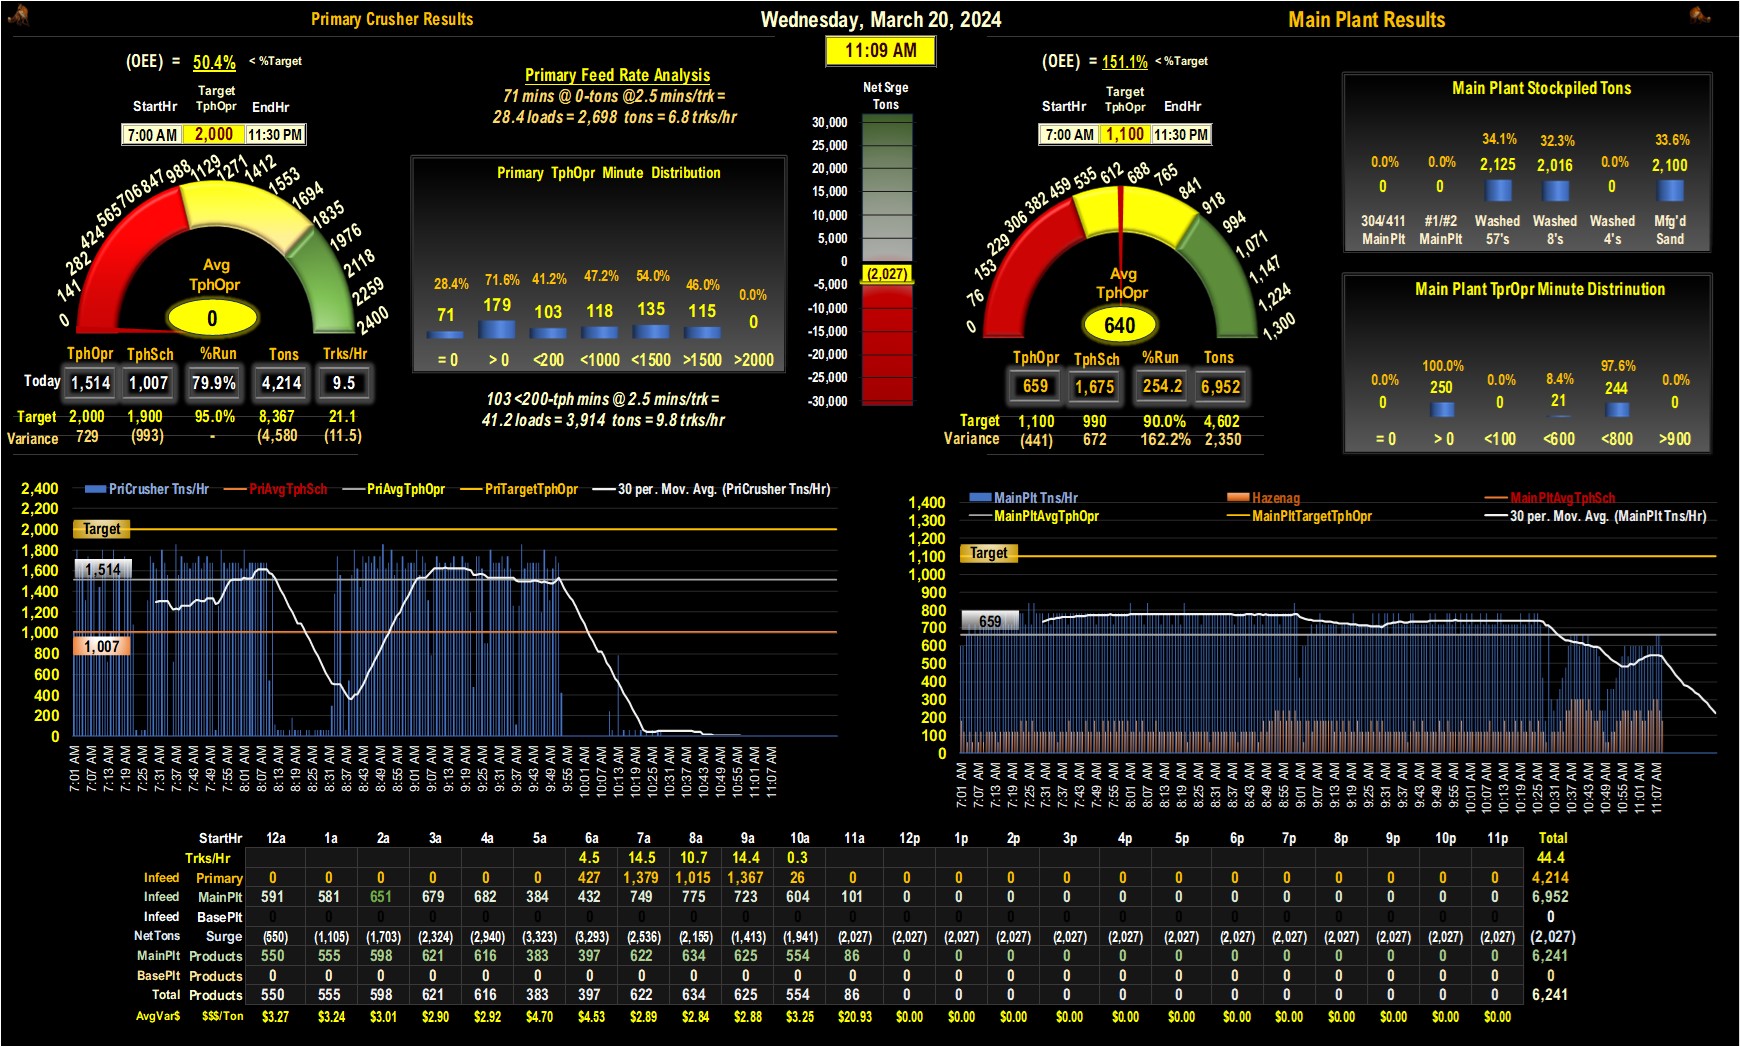 Primary Crusher Results
Wednesday, March 20, 2024
Main Plant Results
11:09 AM
(OEE) = 50.4% < %Target
Target
StartHr TphOpr EndHr
7:00 AM 2,000 11:30 PM
0 141 282 424 565 706 847 988 1129 1271 1412 1553 1694 1835 1976 2118 2259 2400
Avg
TphOpr
0
TphOpr TphSch %Run Tons Trks/Hr
Today 1,514 1,007 79.9% 4,214 9.5
Target 2,000 1,900 95.0% 8,367 21.1
Variance 729 (993) - (4,580) (11.5)
Primary Feed Rate Analysis
71 mins @ 0-tons @2.5 mins/trk =
28.4 loads = 2,698 tons = 6.8 trks/hr
Primary TphOpr Minute Distribution
28.4% 71.6% 41.2% 47.2% 54.0% 46.0% 0.0%
71 179 103 118 135 115 0
= 0 > 0 <200 <1000 <1500 >1500 >2000
103 <200-tph mins @ 2.5 mins/trk =
41.2 loads = 3,914 tons = 9.8 trks/hr
Net Srge
Tons
30,000
25,000
20,000
15,000
10,000
5,000
0
(2,027)
-5,000
-10,000
-15,000
-20,000
-25,000
-30,000
(OEE) = 151.1% < %Target
Target
StartHr TphOpr EndHr
7:00 AM 1,100 11:30 PM
0 76 153 229 306 382 459 535 612 688 765 841 918 994 1,071 1,147 1,224 1,300
Avg
TphOpr
640
TphOpr TphSch %Run Tons
659 1,675 254.2 6,952
Target 1,100 990 90.0% 4,602
Variance (441) 672 162.2% 2,350
Main Plant Stockpiled Tons
0.0% 0.0% 34.1% 32.3% 0.0% 33.6%
0 0 2,125 2,016 0 2,100
304/411 #1/#2 Washed Washed Washed Mfg'd
MainPlt MainPlt 57's 8's 4's Sand
Main Plant TprOpr Minute Distrinution
0.0% 100.0% 0.0% 8.4% 97.6% 0.0%
0 250 0 21 244 0
= 0 > 0 <100 <600 <800 >900
PriCrusher Tns/Hr PriAvgTphSch PriAvgTphOpr PriTargetTphOpr 30 per. Mov. Avg. (PriCrusher Tns/Hr)
2,400
2,200
2,000
1,800
1,600
1,400
1,200
1,000
800
600
400
200
0
Target
1,514
1,007
7:01 AM 7:07 AM 7:13 AM 7:19 AM 7:25 AM 7:31 AM 7:37 AM 7:43 AM 7:49 AM 7:55 AM 8:01 AM 8:07 AM 8:13 AM 8:19 AM 8:25 AM 8:31 AM 8:37 AM 8:43 AM 8:49 AM 8:55 AM 9:01 AM 9:07 AM 9:13 AM 9:19 AM 9:25 AM 9:31 AM 9:37 AM 9:43 AM 9:49 AM 9:55 AM 10:01 AM 10:07 AM 10:13 AM 10:19 AM 10:25 AM 10:31 AM 10:37 AM 10:43 AM 10:49 AM 10:55 AM 11:01 AM 11:07 AM
MainPlt Tns/Hr Hazenag MainPltAvgTphSch
MainPltAvgTphOpr MainPltTargetTphOpr 30 per. Mov. Avg. (MainPlt Tns/Hr)
1,400
1,300
1,200
1,100
1,000
900
800
700
600
500
400
300
200
100
0
Target
659
7:01 AM 7:07 AM 7:13 AM 7:19 AM 7:25 AM 7:31 AM 7:37 AM 7:43 AM 7:49 AM 7:55 AM 8:01 AM 8:07 AM 8:13 AM 8:19 AM 8:25 AM 8:31 AM 8:37 AM 8:43 AM 8:49 AM 8:55 AM 9:01 AM 9:07 AM 9:13 AM 9:19 AM 9:25 AM 9:31 AM 9:37 AM 9:43 AM 9:49 AM 9:55 AM 10:01 AM 10:07 AM 10:13 AM 10:19 AM 10:25 AM 10:31 AM 10:37 AM 10:43 AM 10:49 AM 10:55 AM 11:01 AM 11:07 AM
StartHr 12a 1a 2a 3a 4a 5a 6a 7a 8a 9a 10a 11a 12p 1p 2p 3p 4p 5p 6p 7p 8p 9p 10p 11p Total
Trks/Hr 4.5 14.5 10.7 14.4 0.3 44.4
Infeed Primary 0 0 0 0 0 0 427 1,379 1,015 1,367 26 0 0 0 0 0 0 0 0 0 0 0 0 0 4,214
Infeed MainPlt 591 581 651 679 682 384 432 749 775 723 604 101 0 0 0 0 0 0 0 0 0 0 0 0 6,952
Infeed BasePlt 0 0 0 0 0 0 0 0 0 0 0 0 0 0 0 0 0 0 0 0 0 0 0 0 0
NetTons Surge (550) (1,105) (1,703) (2,324) (2,940) (3,323) (3,293) (2,536) (2,155) (1,413) (1,941) (2,027) (2,027) (2,027) (2,027) (2,027) (2,027) (2,027) (2,027) (2,027) (2,027) (2,027) (2,027) (2,027) (2,027)
MainPlt Products 550 555 598 621 616 383 397 622 634 625 554 86 0 0 0 0 0 0 0 0 0 0 0 0 6,241
BasePlt Products 0 0 0 0 0 0 0 0 0 0 0 0 0 0 0 0 0 0 0 0 0 0 0 0 0
Total Products 550 555 598 621 616 383 397 622 634 625 554 86 0 0 0 0 0 0 0 0 0 0 0 0 6,241
AvgVar$ $$$/Ton $3.27 $3.24 $3.01 $2.90 $2.92 $4.70 $4.53 $2.89 $2.84 $2.88 $3.25 $20.93 $0.00 $0.00 $0.00 $0.00 $0.00 $0.00 $0.00 $0.00 $0.00 $0.00 $0.00 $0.00